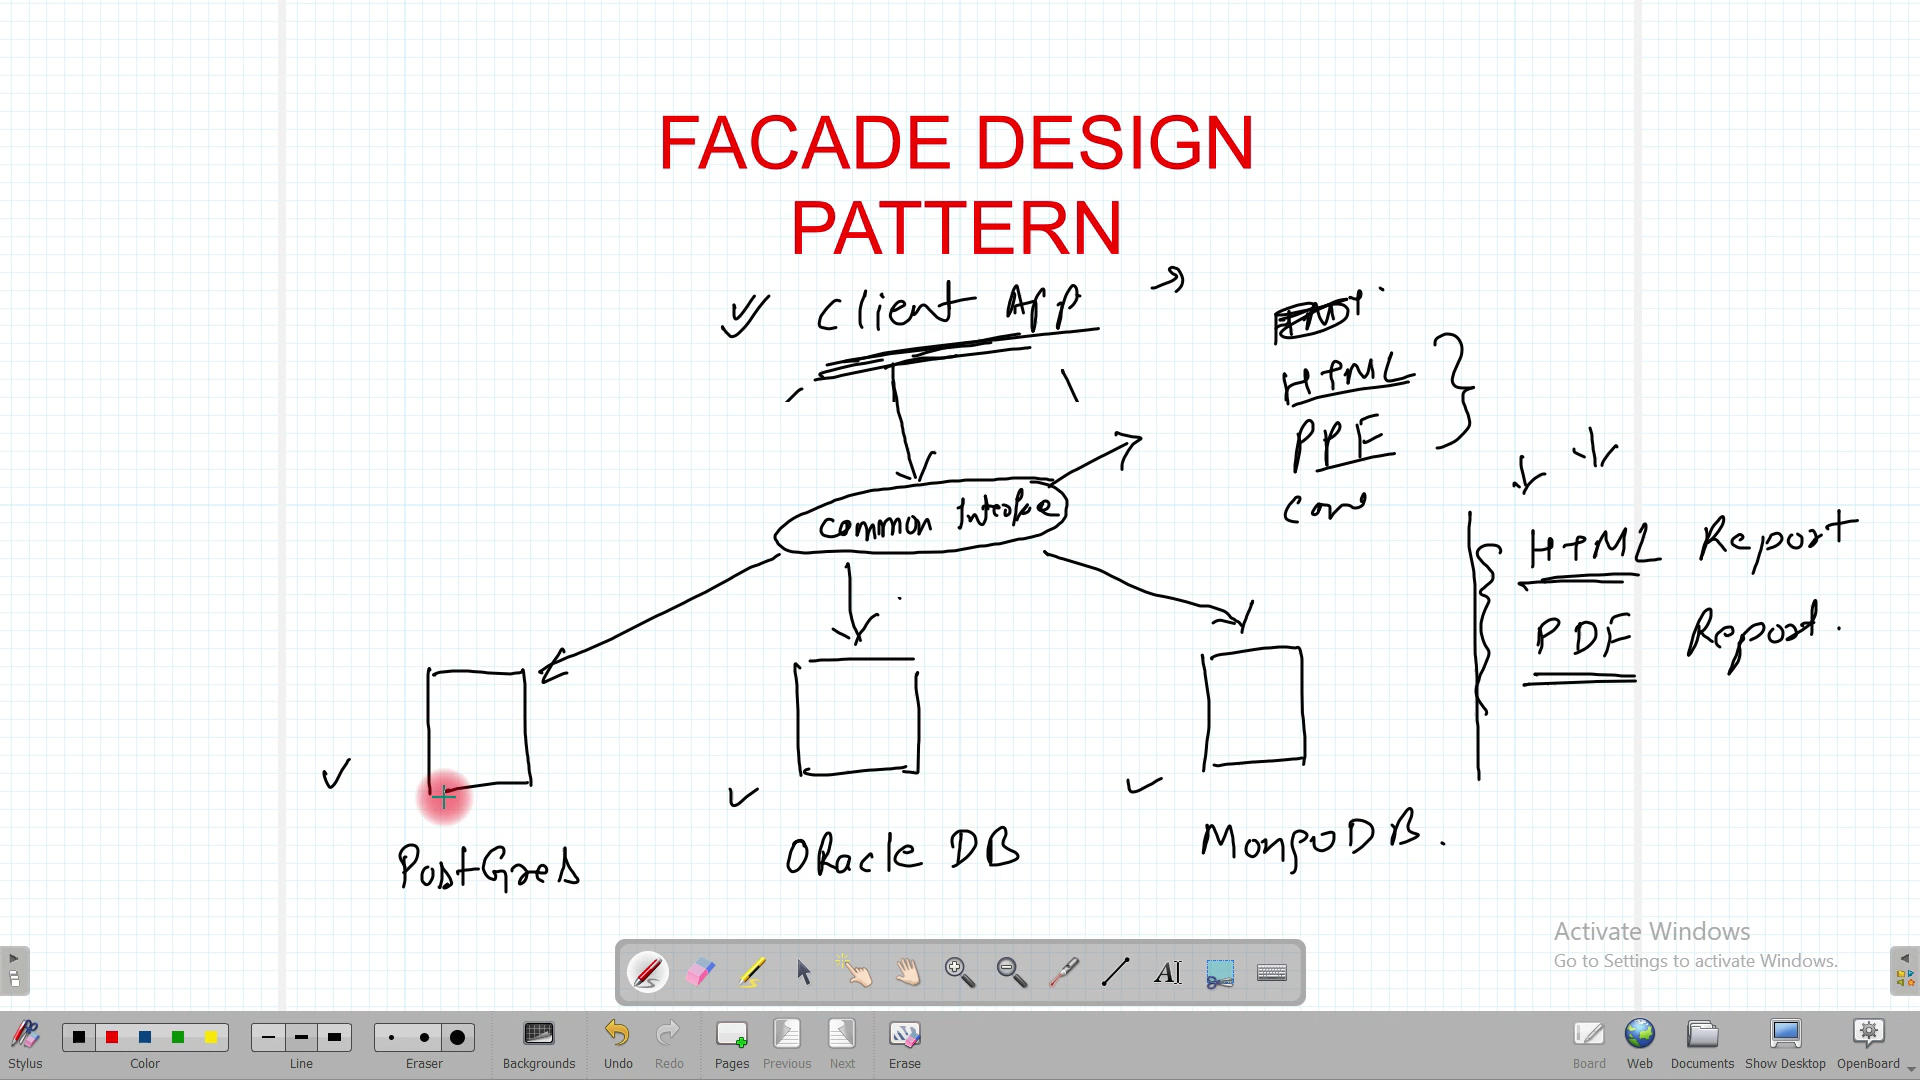 FACADE DESIGN
PATTERN
Client App
HTML
PPF
Com
Common Interface
HTML Report
PDF Report.
PostGres
ORacle DB
MongoDB.
Activate Windows
Go to Settings to activate Windows.
Stylus
Color
Line
Eraser
Backgrounds
Undo
Redo
Pages
Previous
Next
Erase
Board
Web
Documents
Show Desktop
OpenBoard